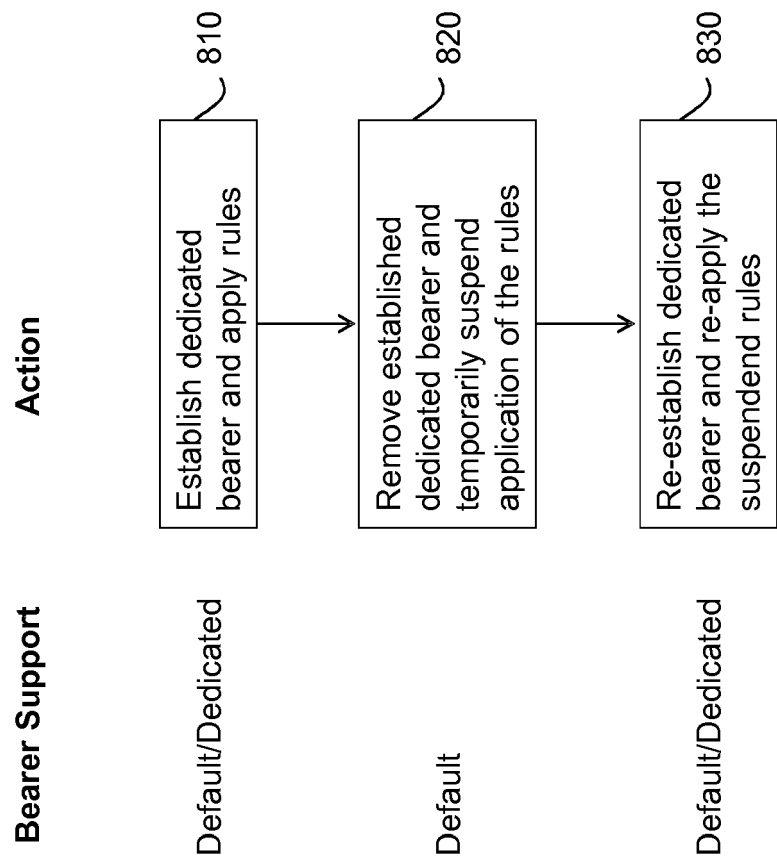 Bearer Support
Action
Default/Dedicated
Establish dedicated
bearer and apply rules
810
Default
Remove established
dedicated bearer and
temporarily suspend
application of the rules
820
Default/Dedicated
Re-establish dedicated
bearer and re-apply the
suspendend rules
830